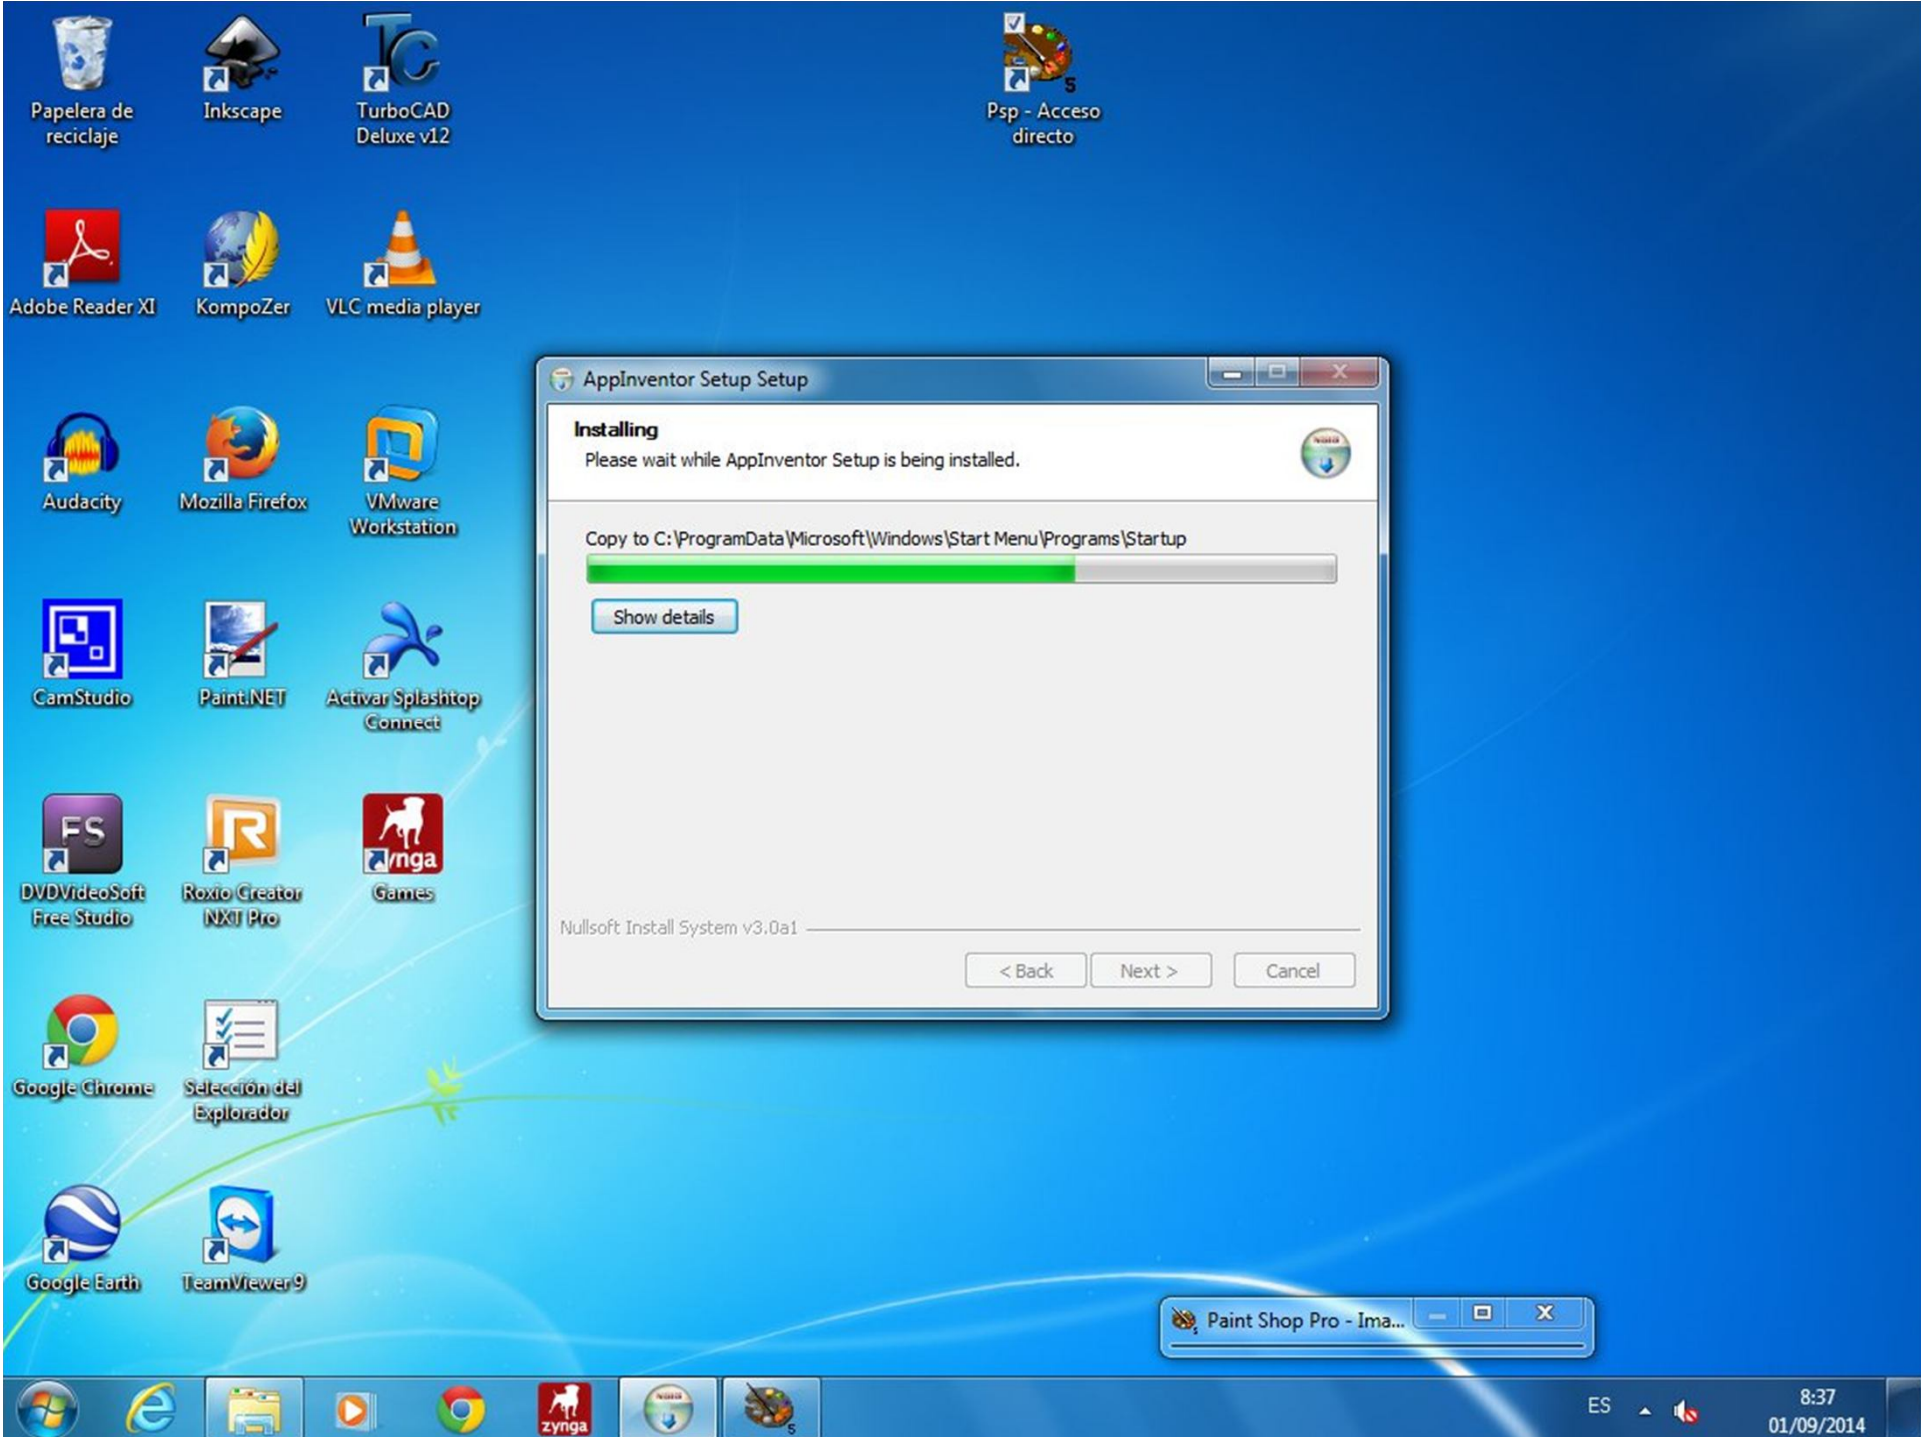 Papelera de
reciclaje
Inkscape
TurboCAD
Deluxe v12
5
Psp - Acceso
directo
Adobe Reader XI
KompoZer
VLC media player
Audacity
Mozilla Firefox
VMware
Workstation
CamStudio
Paint.NET
Activar Splashtop
Connect
FS
DVDVideoSoft
Free Studio
R
Roxio Creator
NXT Pro
zynga
Games
Google Chrome
Selección del
Explorador
Google Earth
TeamViewer 9
AppInventor Setup Setup
Installing
Please wait while AppInventor Setup is being installed.
Copy to C:\ProgramData\Microsoft\Windows\Start Menu\Programs\Startup
Show details
Nullsoft Install System v3.0a1
< Back
Next >
Cancel
Paint Shop Pro - Ima...
zynga
5
ES
8:37
01/09/2014